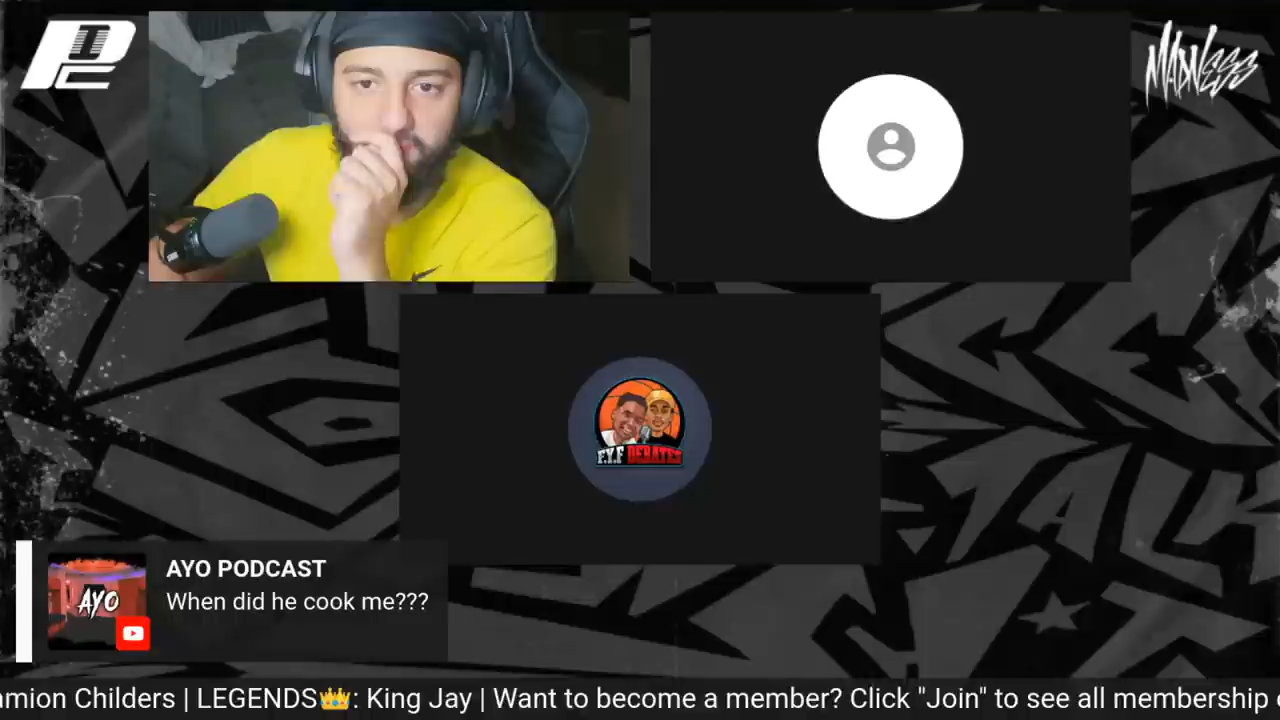 PIC
MADNESS
F.Y.F DEBATES
AYO
AYO PODCAST
When did he cook me???
amion Childers | LEGENDS👑: King Jay | Want to become a member? Click "Join" to see all membership